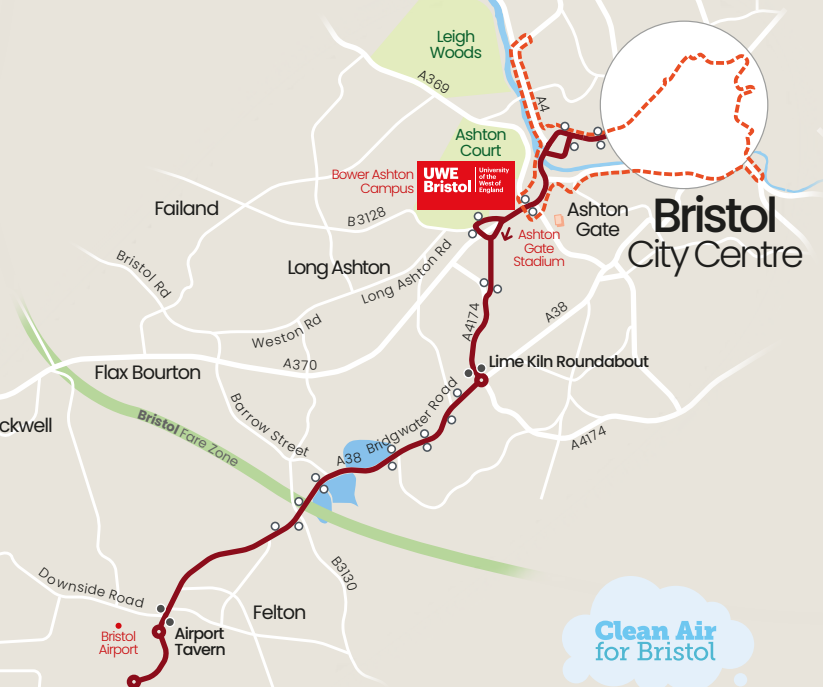 Leigh
Woods
A369
A4
Ashton
Court
Bower Ashton
Campus
UWE
Bristol
University
of the
West of
England
B3128
Failand
Ashton
Gate
Bristol
City Centre
Ashton
Gate
Stadium
Long Ashton
Long Ashton Rd
Bristol Rd
Weston Rd
A4174
A38
A370
Lime Kiln Roundabout
Flax Bourton
Barrow Street
Bridgwater Road
A38
A4174
ckwell
Bristol Fare Zone
Downside Road
B3130
Felton
Bristol
Airport
Airport
Tavern
Clean Air
for Bristol